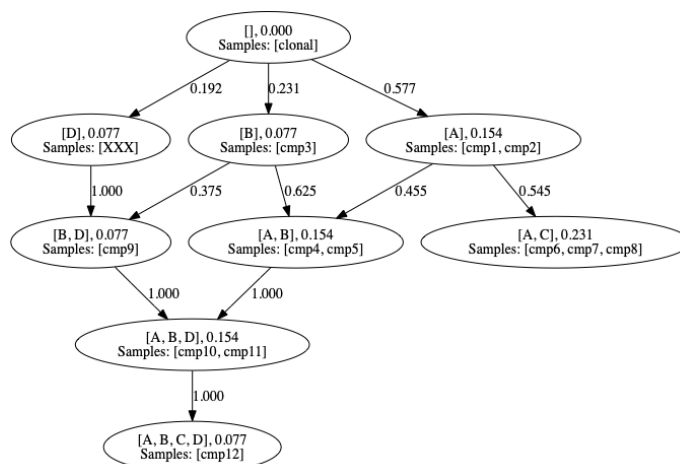 [], 0.000
Samples: [clonal]
0.192
0.231
0.577
[D], 0.077
Samples: [XXX]
[B], 0.077
Samples: [cmp3]
[A], 0.154
Samples: [cmp1, cmp2]
1.000
0.375
0.625
0.455
0.545
[B, D], 0.077
Samples: [cmp9]
[A, B], 0.154
Samples: [cmp4, cmp5]
[A, C], 0.231
Samples: [cmp6, cmp7, cmp8]
1.000
1.000
[A, B, D], 0.154
Samples: [cmp10, cmp11]
1.000
[A, B, C, D], 0.077
Samples: [cmp12]